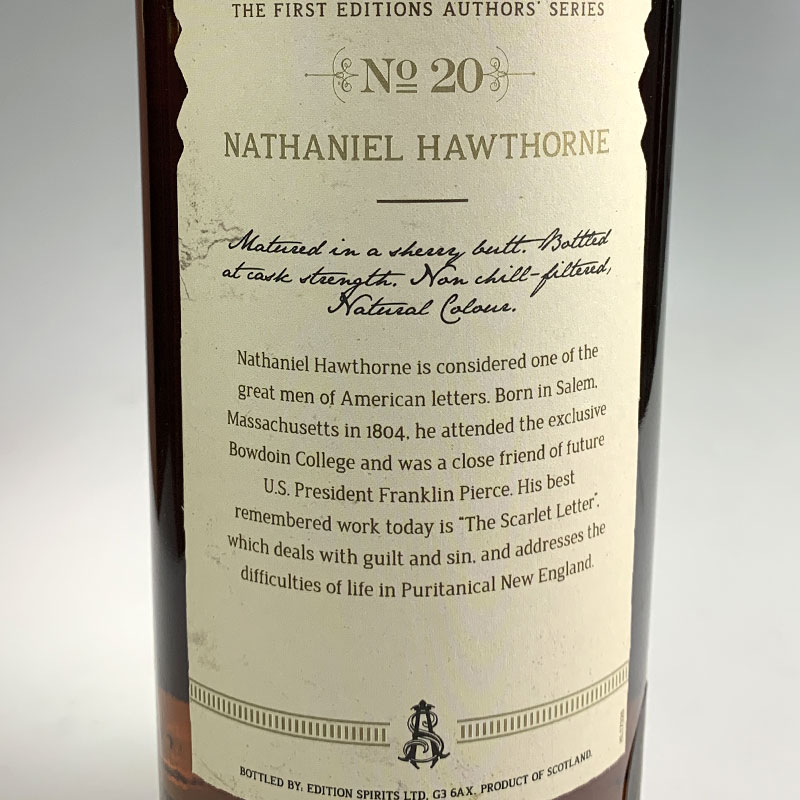 THE FIRST EDITIONS AUTHORS' SERIES
No 20
NATHANIEL HAWTHORNE
Matured in a sherry butt. Bottled
at cask strength. Non chill-filtered,
Natural Colour.
Nathaniel Hawthorne is considered one of the
great men of American letters. Born in Salem,
Massachusetts in 1804, he attended the exclusive
Bowdoin College and was a close friend of future
U.S. President Franklin Pierce. His best
remembered work today is "The Scarlet Letter",
which deals with guilt and sin, and addresses the
difficulties of life in Puritanical New England.
BOTTLED BY: EDITION SPIRITS LTD, G3 6AX. PRODUCT OF SCOTLAND.